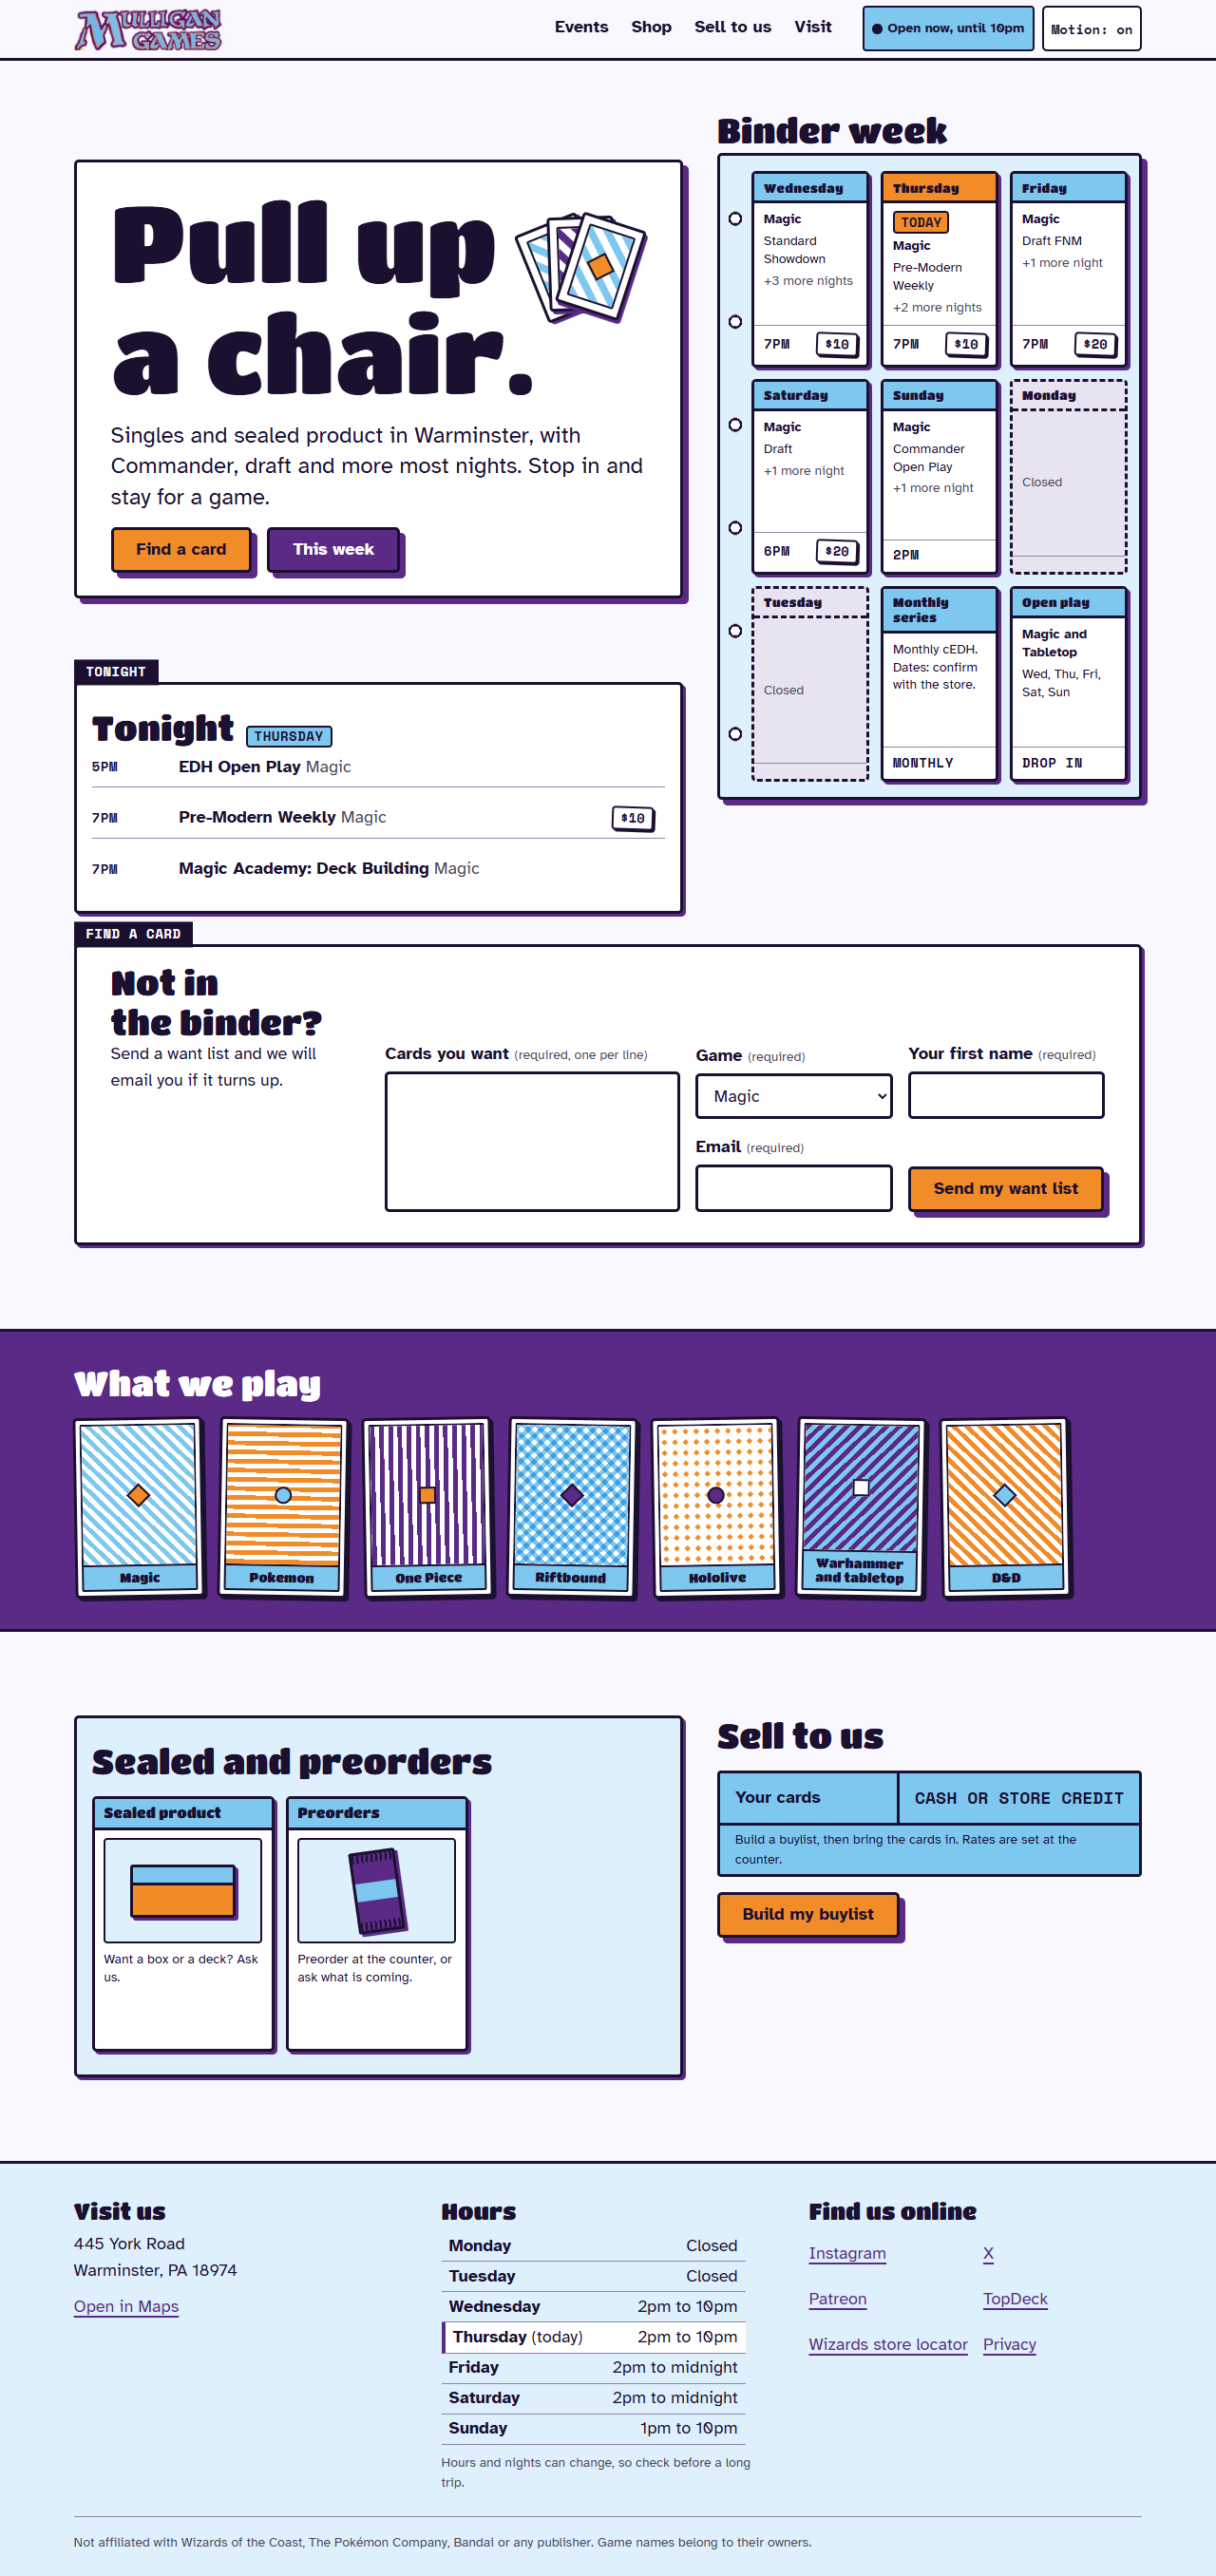 MULLIGAN
GAMES
Events Shop Sell to us Visit
Open now, until 10pm
Motion: on
Pull up
a chair.
Singles and sealed product in Warminster, with
Commander, draft and more most nights. Stop in and
stay for a game.
Find a card
This week
Binder week
Wednesday
Magic
Standard
Showdown
+3 more nights
7PM $10
Thursday
TODAY
Magic
Pre-Modern
Weekly
+2 more nights
7PM $10
Friday
Magic
Draft FNM
+1 more night
7PM $20
Saturday
Magic
Draft
+1 more night
6PM $20
Sunday
Magic
Commander
Open Play
+1 more night
2PM
Monday
Closed
Tuesday
Closed
Monthly
series
Monthly cEDH.
Dates: confirm
with the store.
MONTHLY
Open play
Magic and
Tabletop
Wed, Thu, Fri,
Sat, Sun
DROP IN
TONIGHT
Tonight THURSDAY
5PM EDH Open Play Magic
7PM Pre-Modern Weekly Magic $10
7PM Magic Academy: Deck Building Magic
FIND A CARD
Not in
the binder?
Send a want list and we will
email you if it turns up.
Cards you want (required, one per line)
Game (required)
Magic
Your first name (required)
Email (required)
Send my want list
What we play
Magic
Pokemon
One Piece
Riftbound
Hololive
Warhammer
and tabletop
D&D
Sealed and preorders
Sealed product
Want a box or a deck? Ask
us.
Preorders
Preorder at the counter, or
ask what is coming.
Sell to us
Your cards
CASH OR STORE CREDIT
Build a buylist, then bring the cards in. Rates are set at the
counter.
Build my buylist
Visit us
445 York Road
Warminster, PA 18974
Open in Maps
Hours
Monday Closed
Tuesday Closed
Wednesday 2pm to 10pm
Thursday (today) 2pm to 10pm
Friday 2pm to midnight
Saturday 2pm to midnight
Sunday 1pm to 10pm
Hours and nights can change, so check before a long
trip.
Find us online
Instagram X
Patreon TopDeck
Wizards store locator Privacy
Not affiliated with Wizards of the Coast, The Pokémon Company, Bandai or any publisher. Game names belong to their owners.